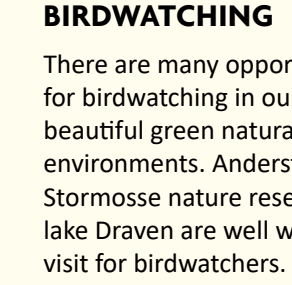 BIRDWATCHING
There are many oppor
for birdwatching in ou
beautiful green natura
environments. Anderst
Stormosse nature rese
lake Draven are well w
visit for birdwatchers.